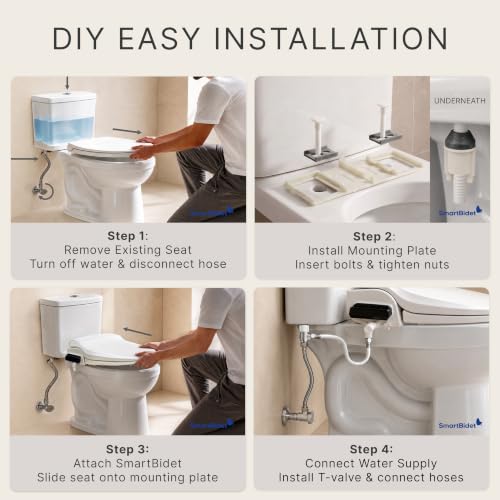 DIY EASY INSTALLATION
UNDERNEATH
SmartBidet
SmartBidet
Step 1:
Remove Existing Seat
Turn off water & disconnect hose
Step 2:
Install Mounting Plate
Insert bolts & tighten nuts
SmartBidet
SmartBidet
Step 3:
Attach SmartBidet
Slide seat onto mounting plate
Step 4:
Connect Water Supply
Install T-valve & connect hoses